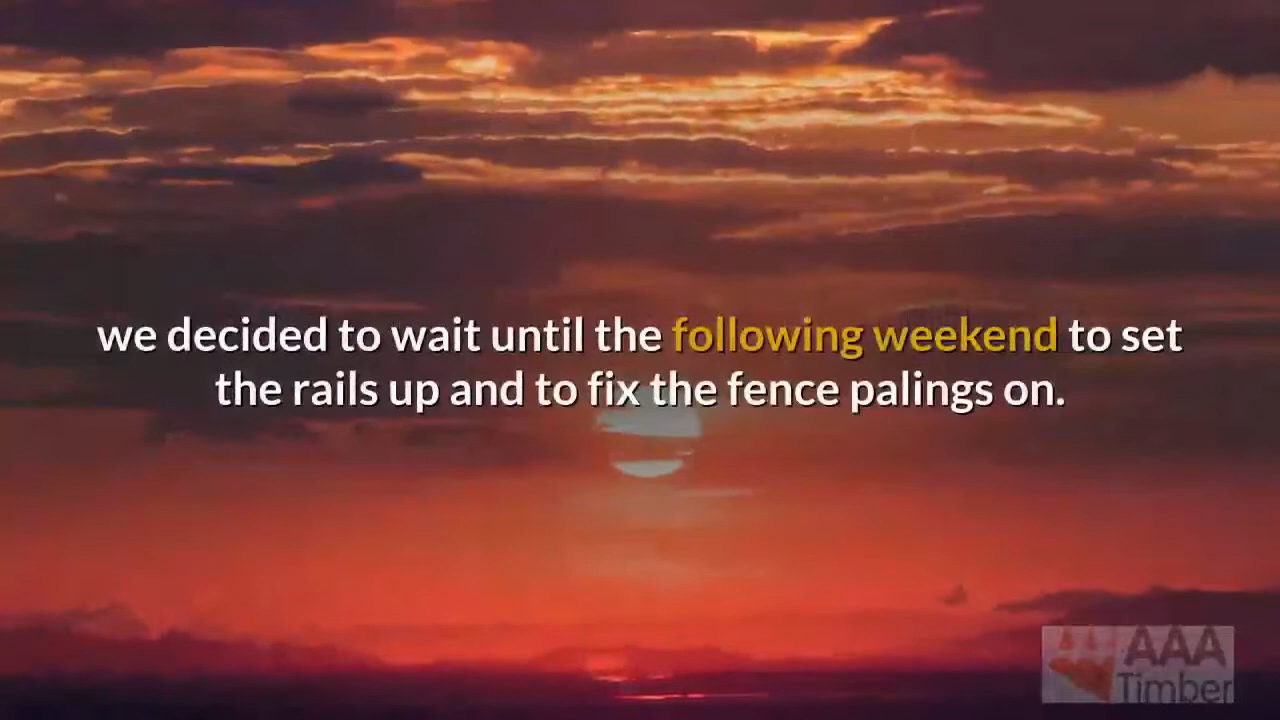 we decided to wait until the following weekend to set
the rails up and to fix the fence palings on.
AAA
Timber